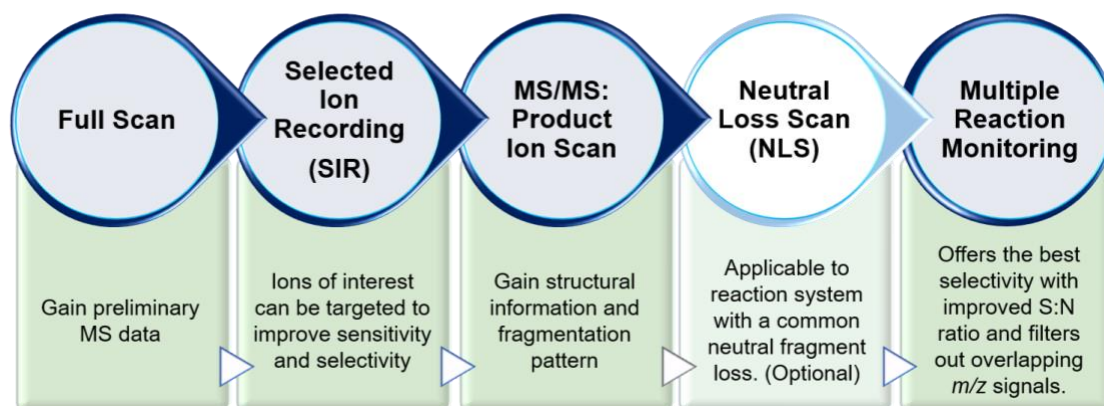 Full Scan
Gain preliminary
MS data
Selected
Ion
Recording
(SIR)
Ions of interest
can be targeted to
improve sensitivity
and selectivity
MS/MS:
Product
Ion Scan
Gain structural
information and
fragmentation
pattern
Neutral
Loss Scan
(NLS)
Applicable to
reaction system
with a common
neutral fragment
loss. (Optional)
Multiple
Reaction
Monitoring
Offers the best
selectivity with
improved S:N
ratio and filters
out overlapping
m/z signals.